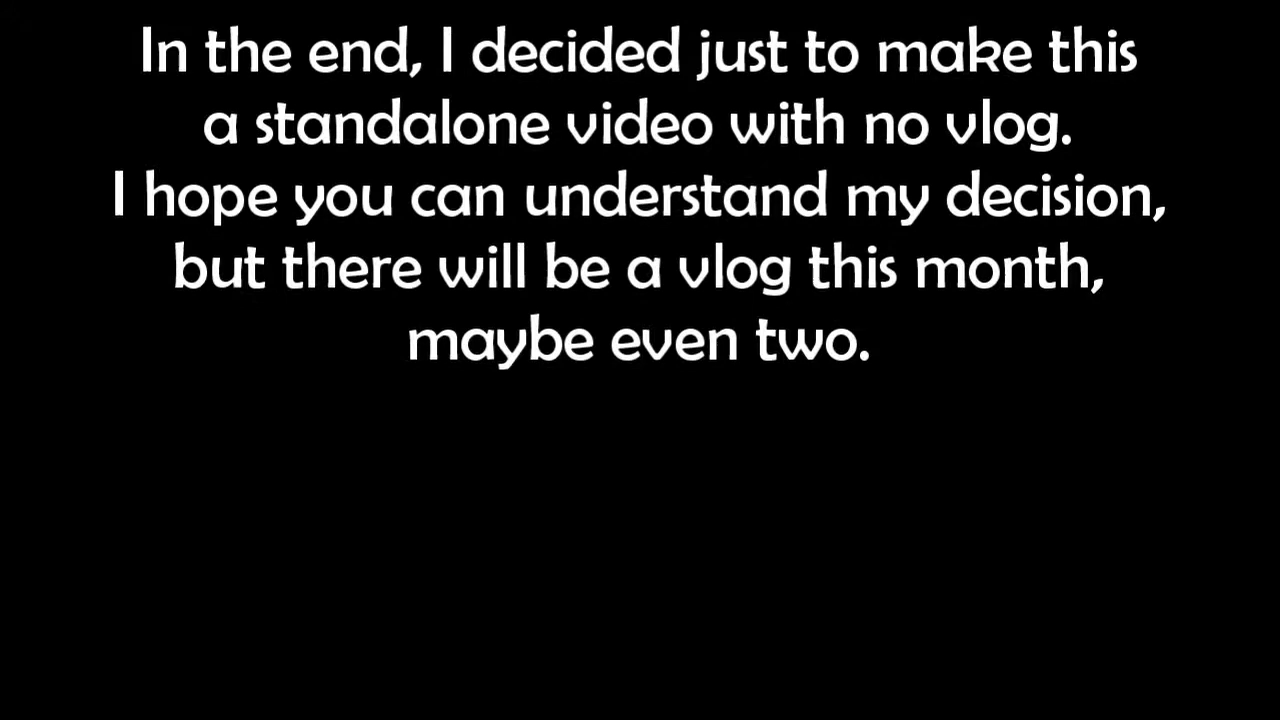 In the end, I decided just to make this
a standalone video with no vlog.
I hope you can understand my decision,
but there will be a vlog this month,
maybe even two.